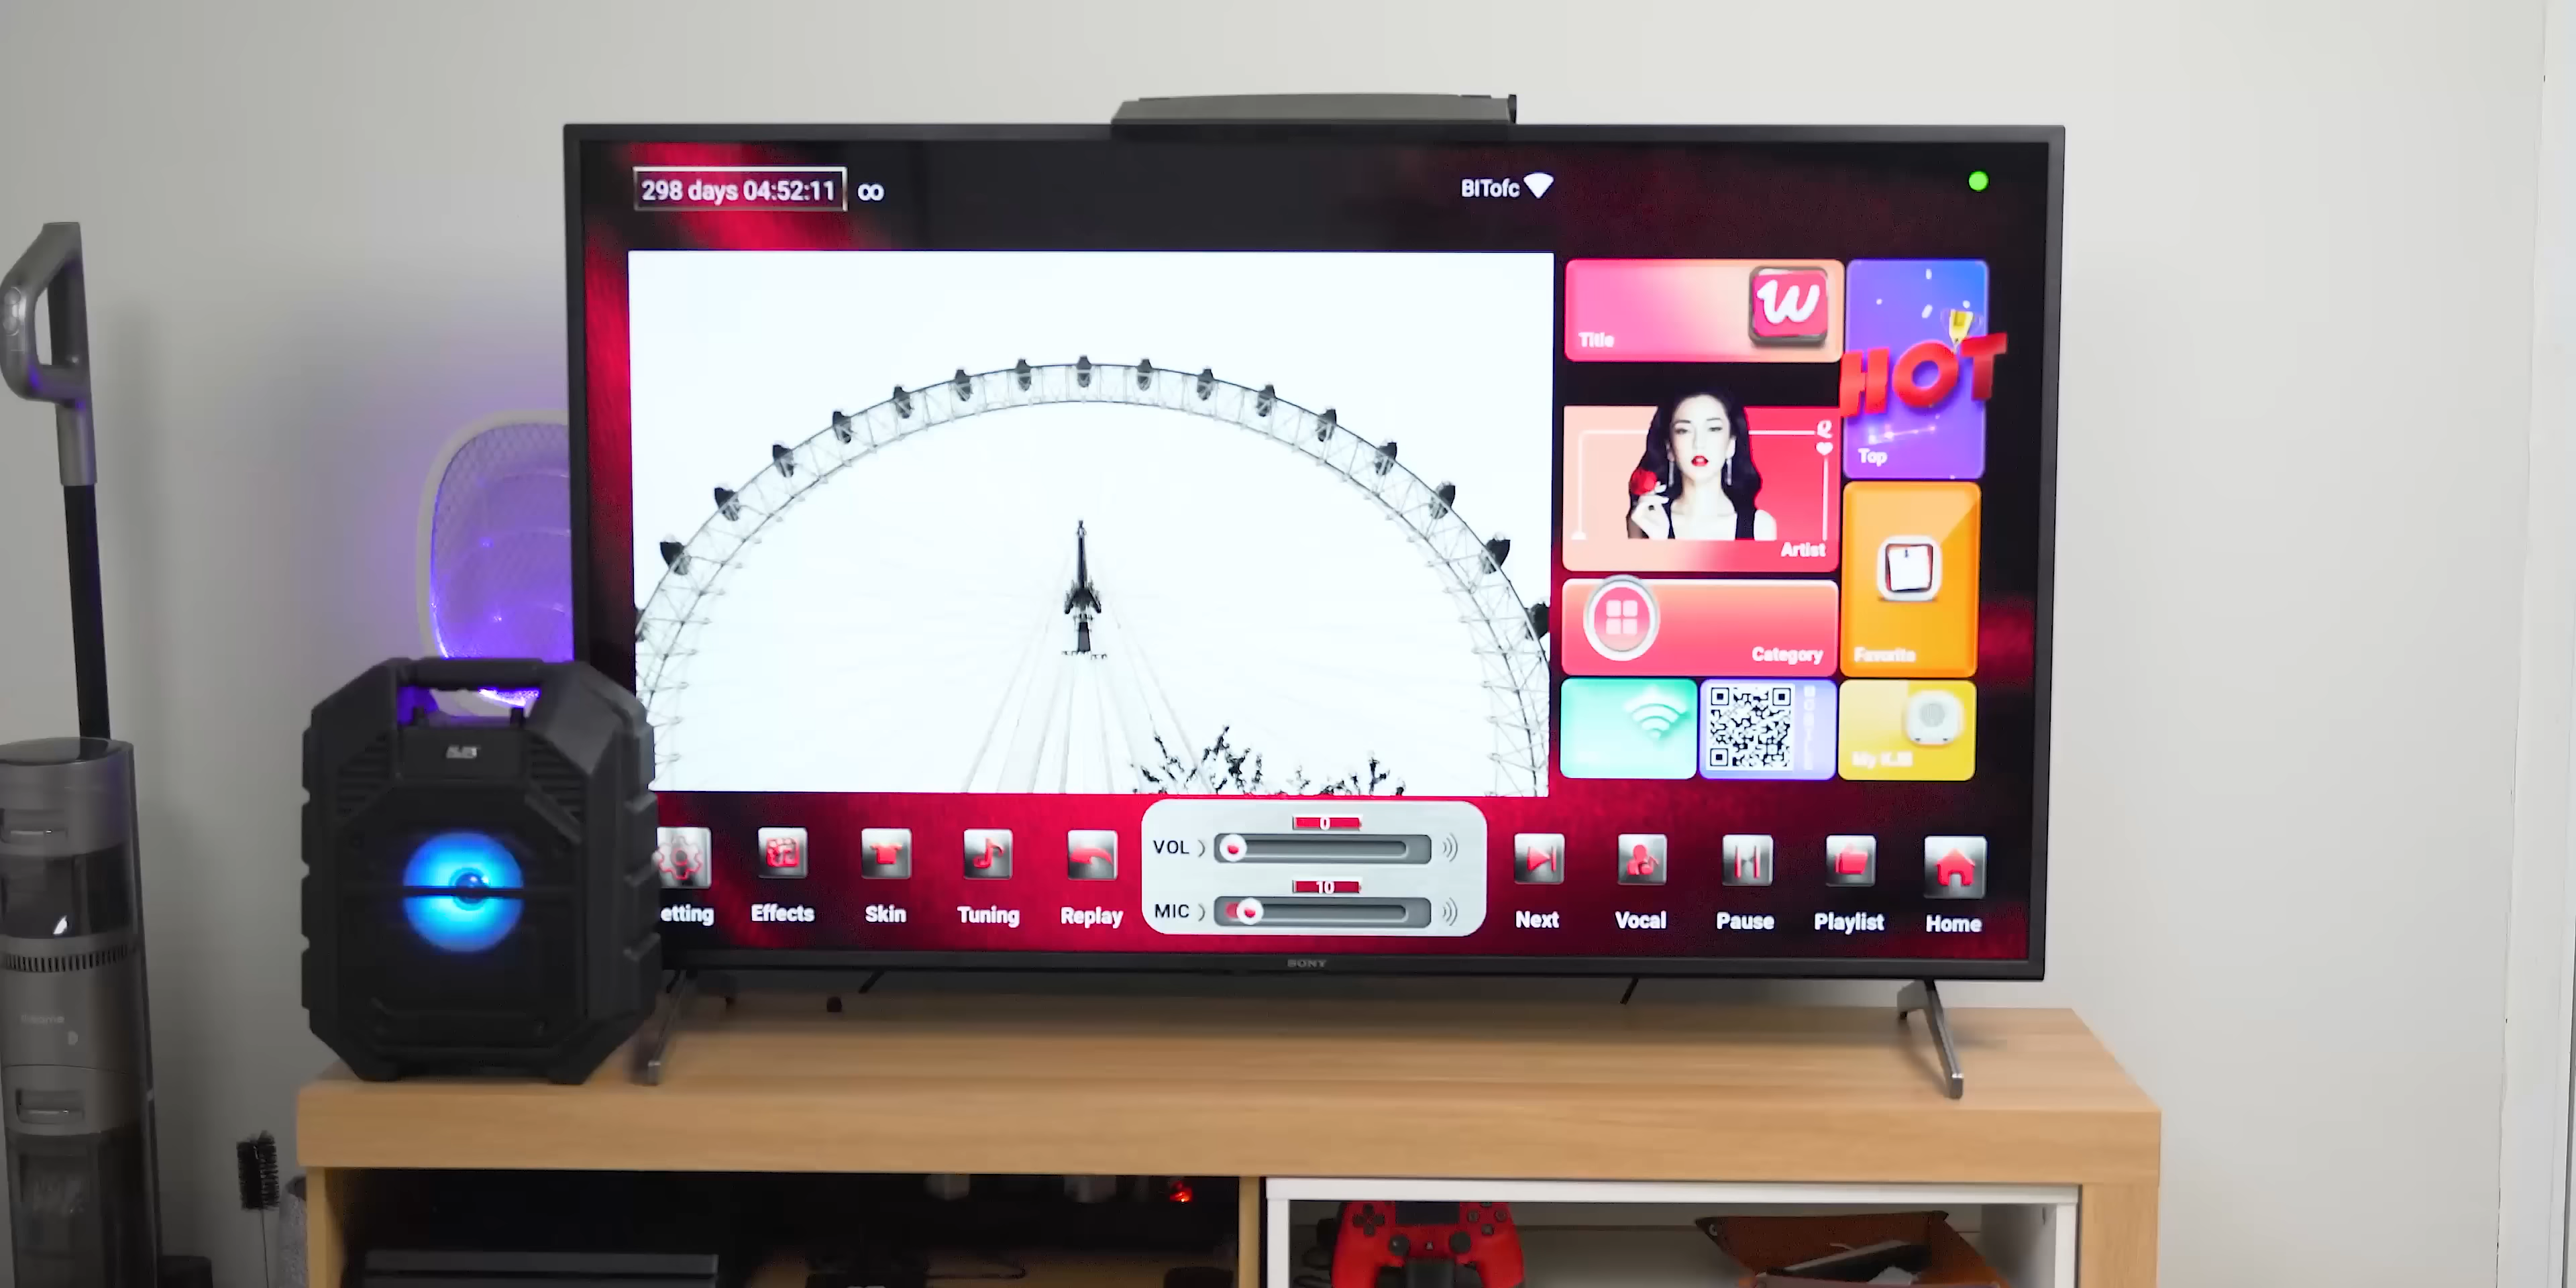 298 days 04:52:11 ∞
BITofc
Title
HOT
Top
Artist
Category
Favorite
VOL
0
MIC
10
Effects
Skin
Tuning
Replay
Next
Vocal
Pause
Playlist
Home
etting
SONY